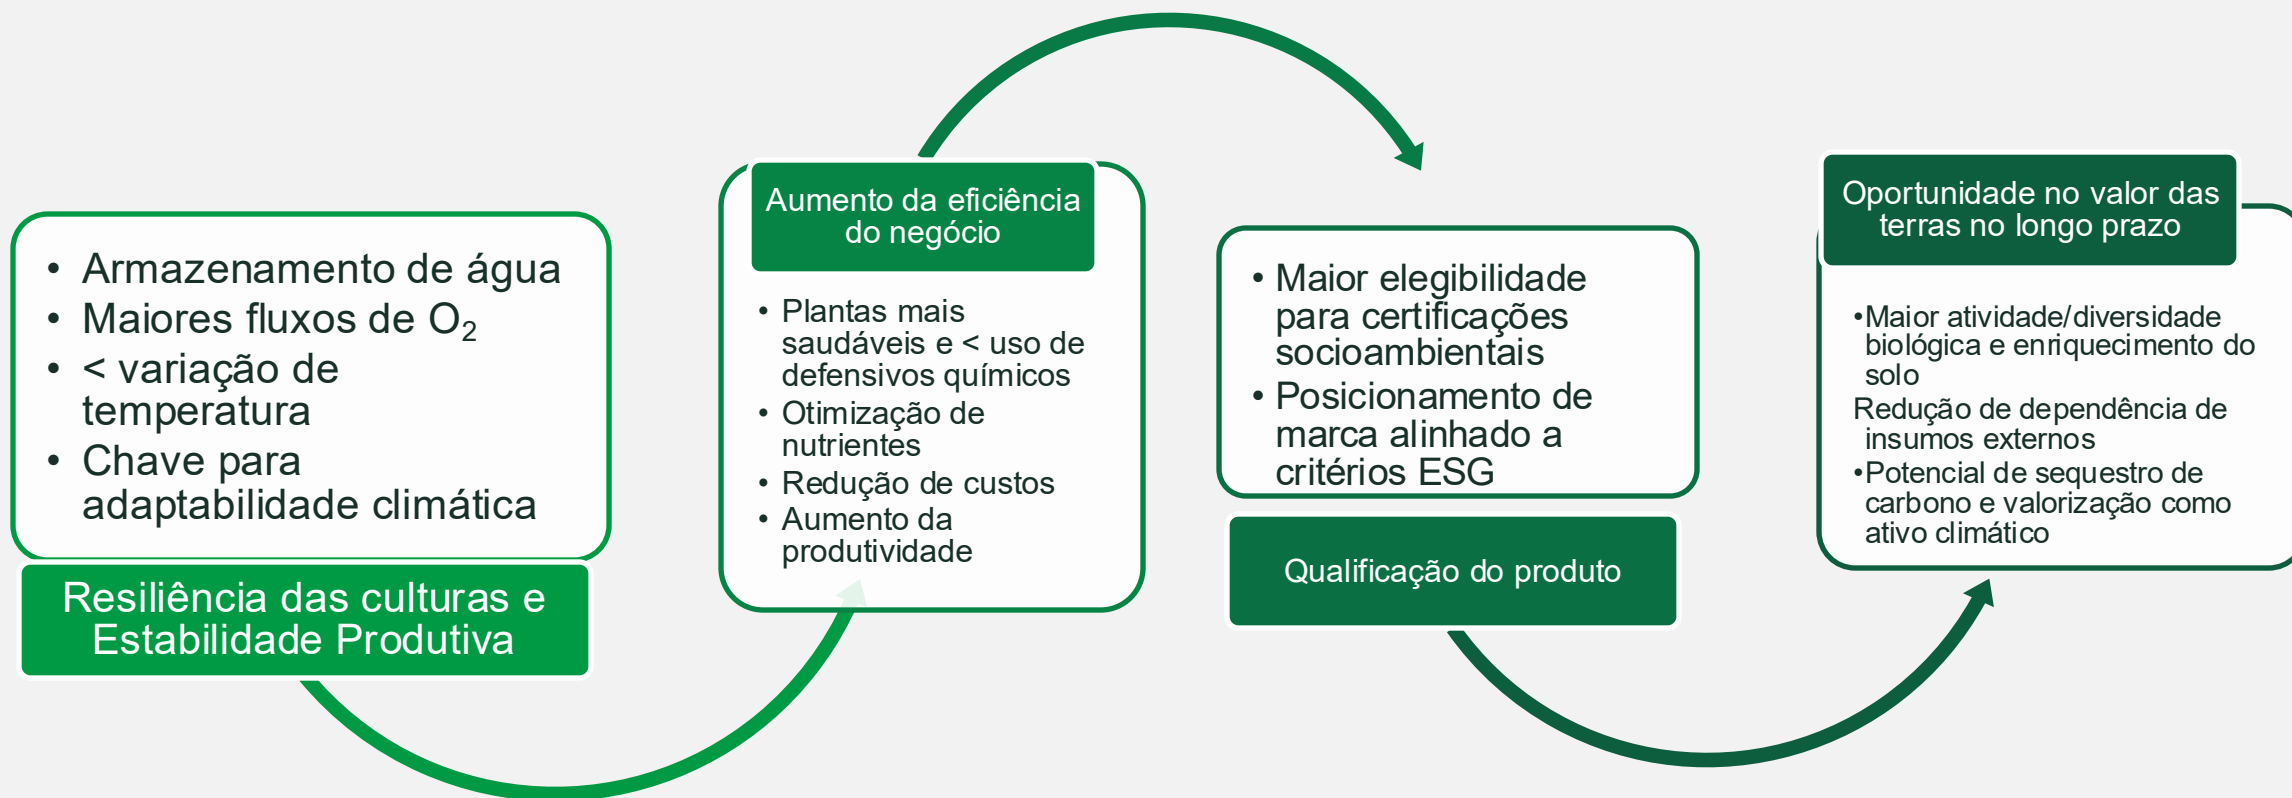 • Armazenamento de água
• Maiores fluxos de O₂
• < variação de
temperatura
• Chave para
adaptabilidade climática
Resiliência das culturas e
Estabilidade Produtiva
Aumento da eficiência
do negócio
• Plantas mais
saudáveis e < uso de
defensivos químicos
• Otimização de
nutrientes
• Redução de custos
• Aumento da
produtividade
• Maior elegibilidade
para certificações
socioambientais
• Posicionamento de
marca alinhado a
critérios ESG
Qualificação do produto
Oportunidade no valor das
terras no longo prazo
•Maior atividade/diversidade
biológica e enriquecimento do
solo
Redução de dependência de
insumos externos
•Potencial de sequestro de
carbono e valorização como
ativo climático